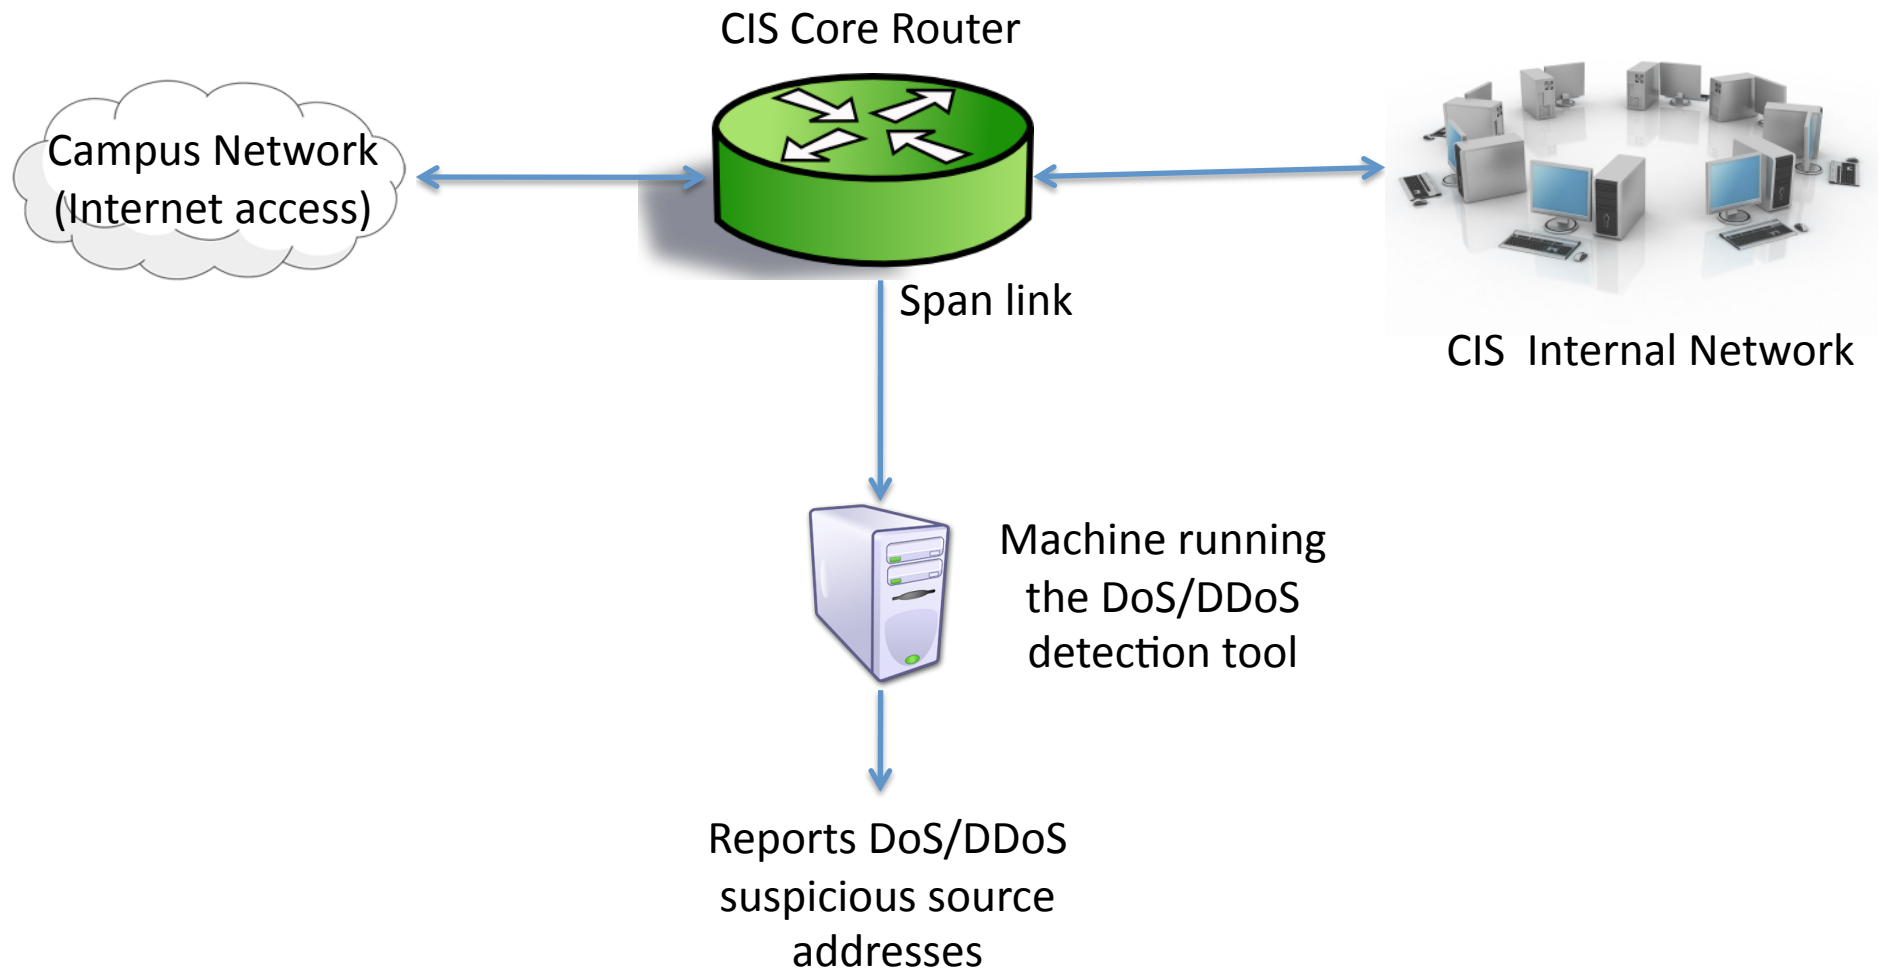 CIS Core Router
Campus Network
(Internet access)
Span link
CIS  Internal Network
Machine running
the DoS/DDoS
detection tool
Reports DoS/DDoS
suspicious source
addresses